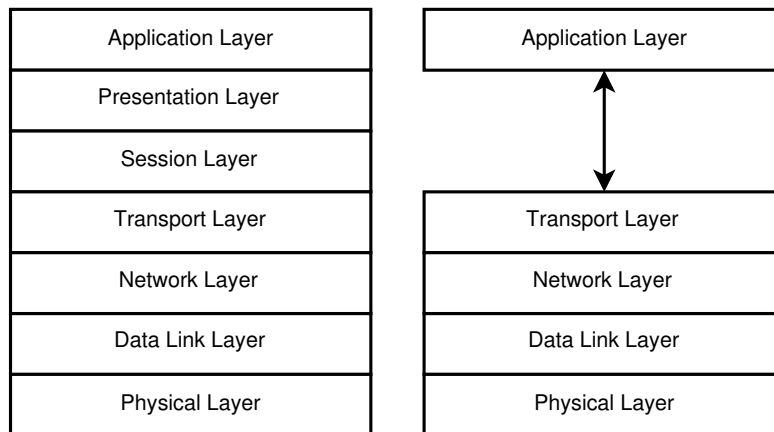 Application Layer
Presentation Layer
Session Layer
Transport Layer
Network Layer
Data Link Layer
Physical Layer
Application Layer
Transport Layer
Network Layer
Data Link Layer
Physical Layer